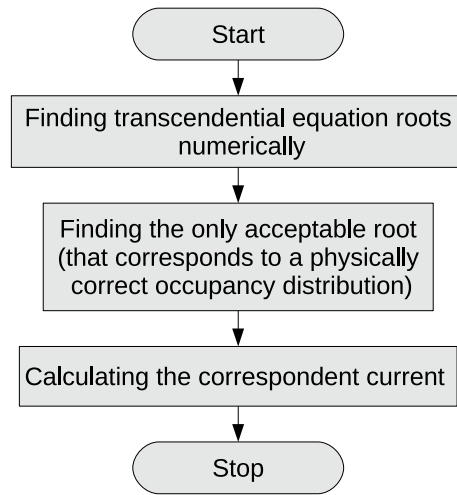 Start
Finding transcendential equation roots
numerically
Finding the only acceptable root
(that corresponds to a physically
correct occupancy distribution)
Calculating the correspondent current
Stop